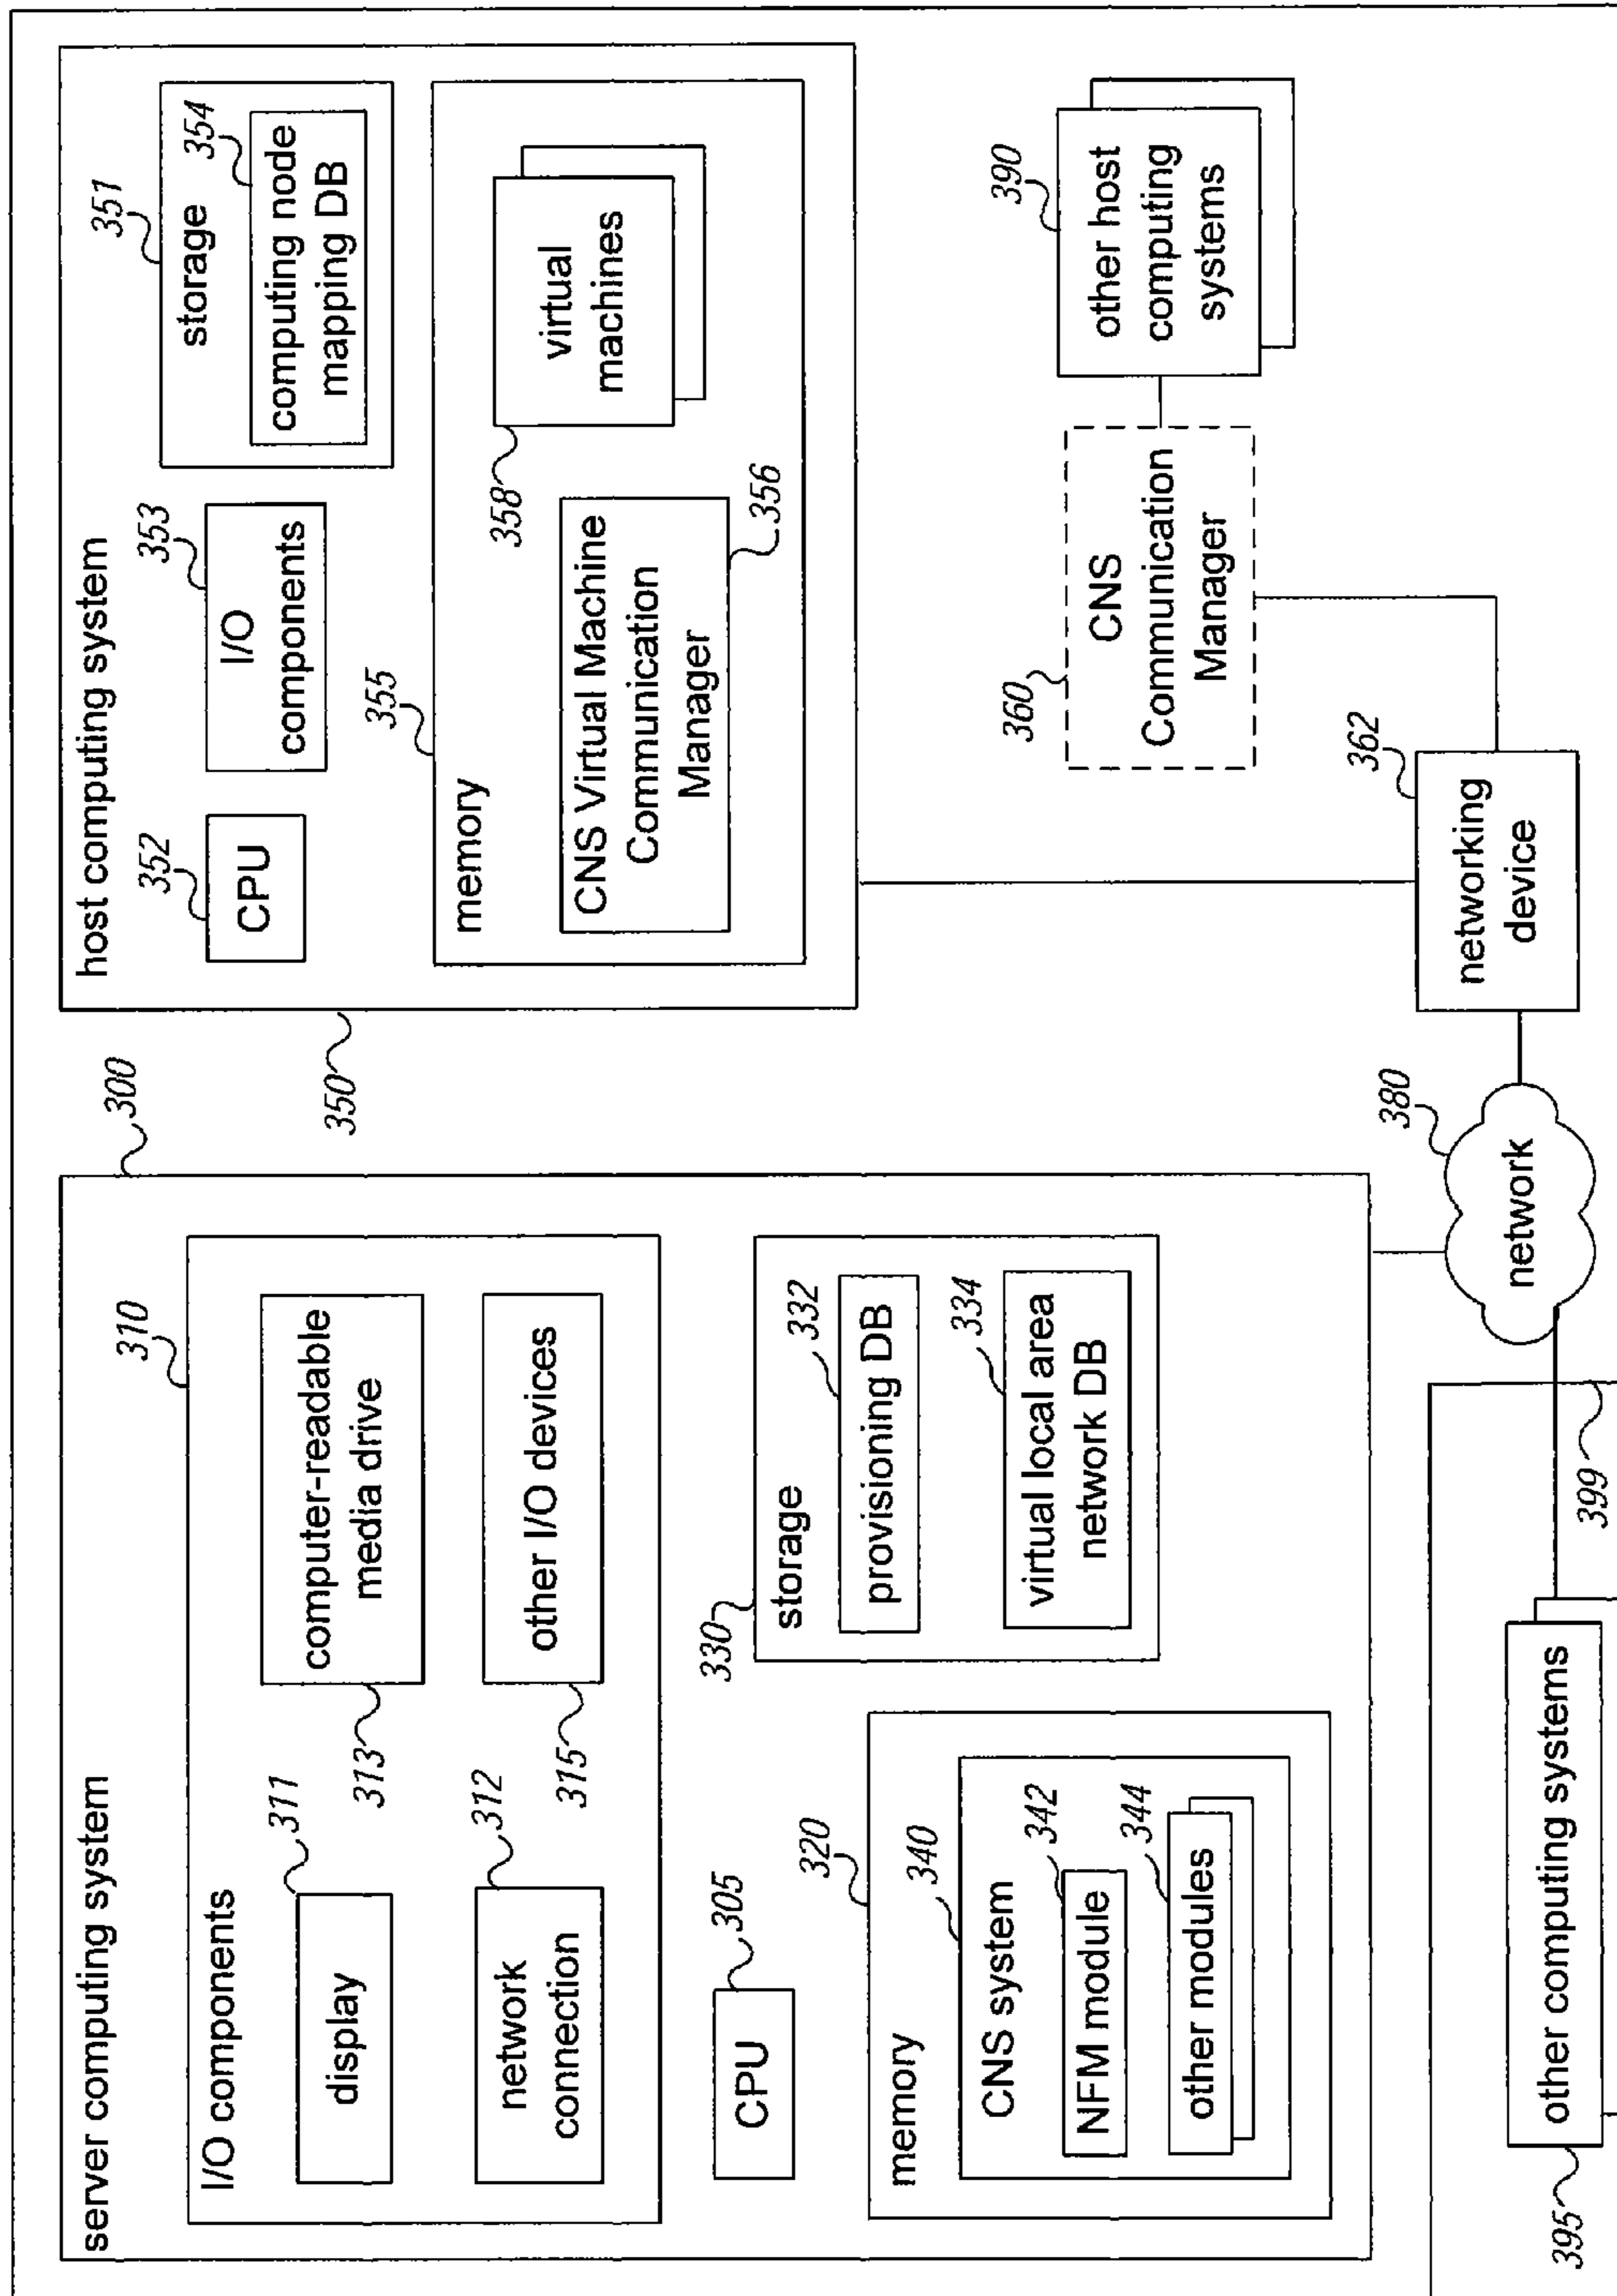 server computing system
300
I/O components
310
display
311
computer-readable
media drive
313
network
connection
312
other I/O devices
315
CPU
305
storage
330
provisioning DB
332
virtual local area
network DB
334
memory
320
CNS system
340
NFM module
342
other modules
344
host computing system
350
CPU
352
I/O
components
353
storage
351
computing node
mapping DB
354
memory
355
CNS Virtual Machine
Communication
Manager
356
virtual
machines
358
CNS
Communication
Manager
360
other host
computing
systems
390
networking
device
362
network
380
other computing systems
395
399